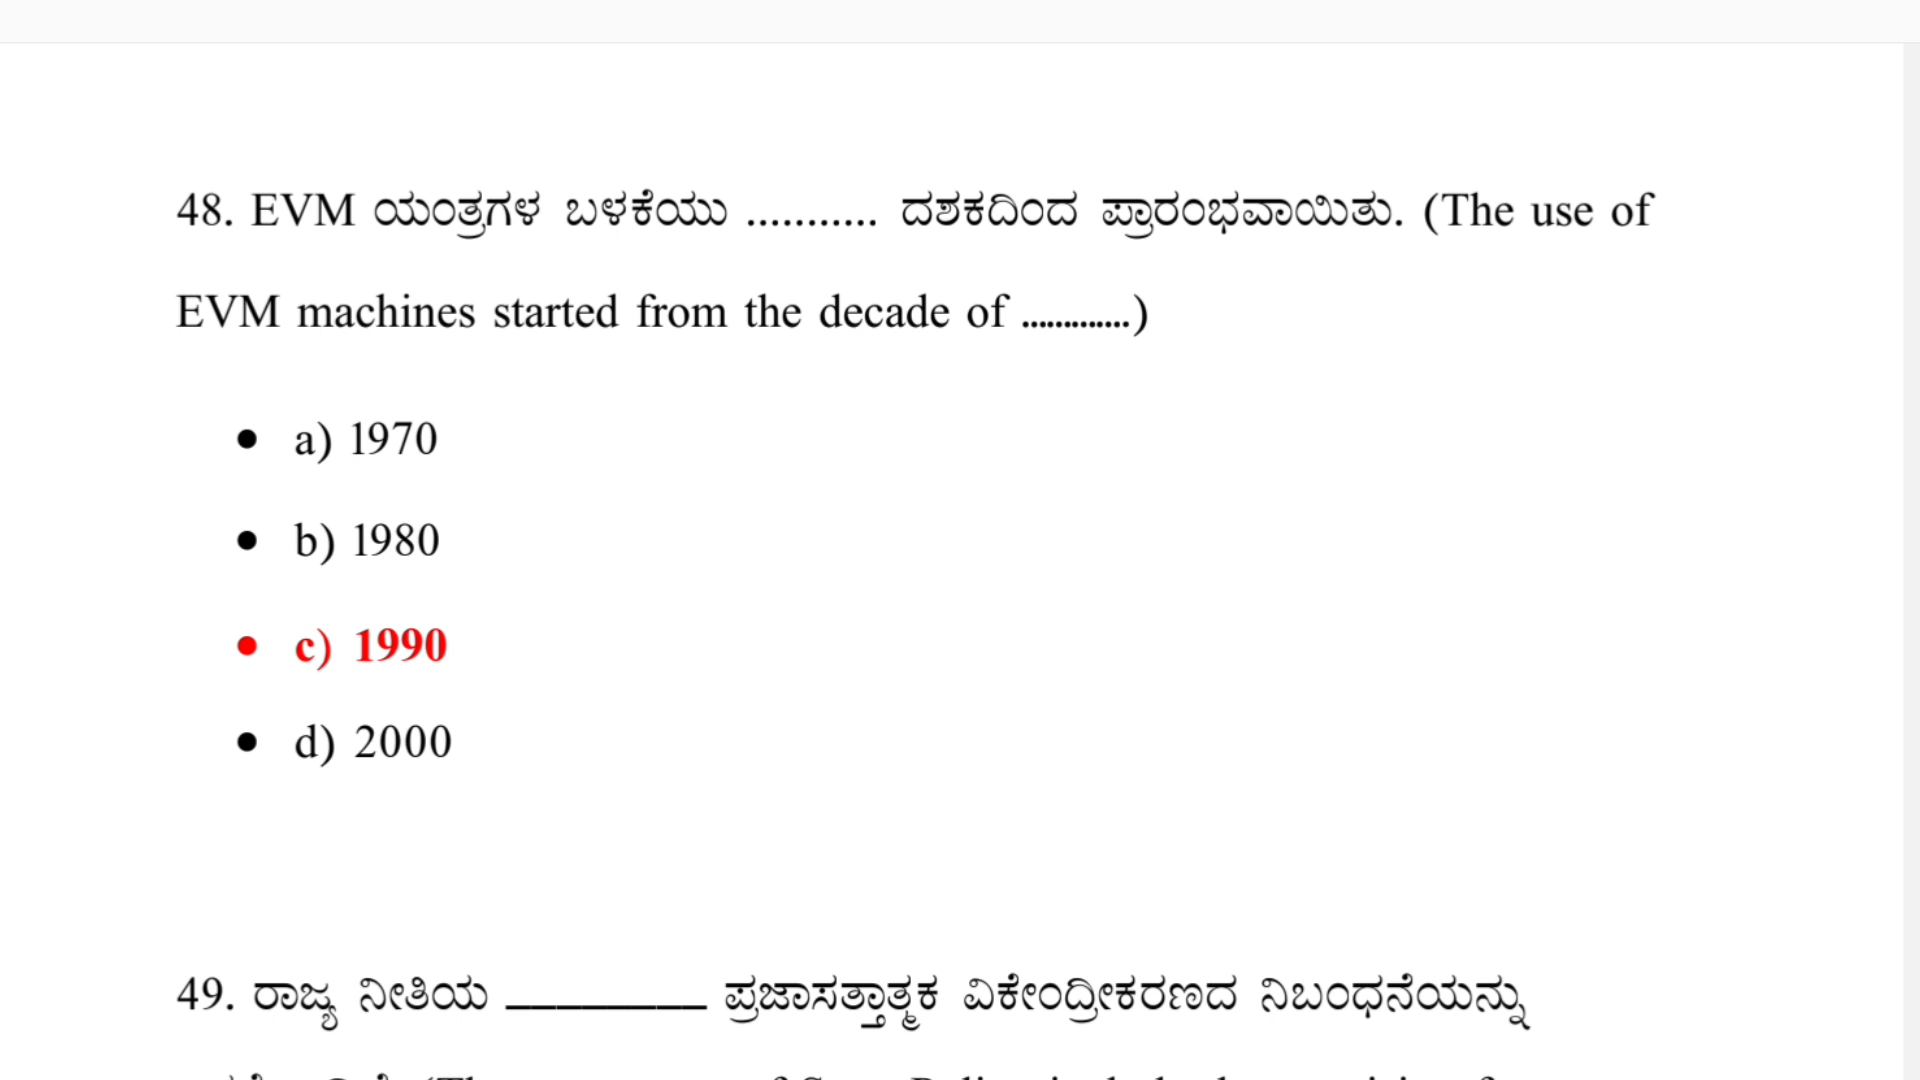 48. EVM ಯಂತ್ರಗಳ ಬಳಕೆಯು ........... ದಶಕದಿಂದ ಪ್ರಾರಂಭವಾಯಿತು. (The use of
EVM machines started from the decade of .............)
• a) 1970
• b) 1980
• c) 1990
• d) 2000
49. ರಾಜ್ಯ ನೀತಿಯ ________ ಪ್ರಜಾಸತ್ತಾತ್ಮಕ ವಿಕೇಂದ್ರೀಕರಣದ ನಿಬಂಧನೆಯನ್ನು